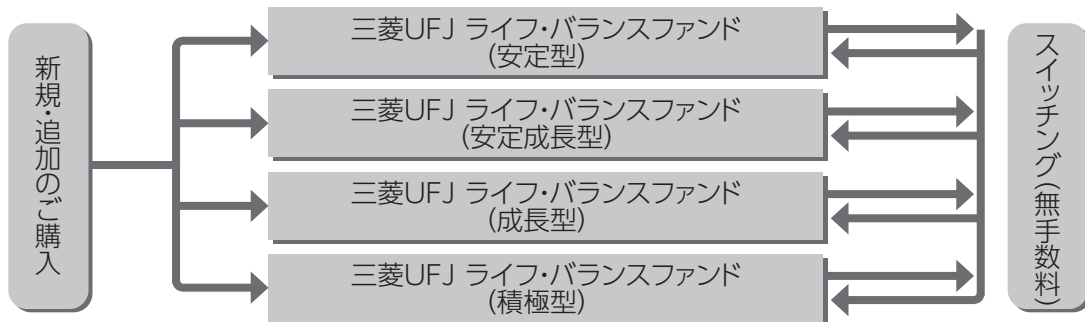 新規・追加のご購入
三菱UFJ ライフ・バランスファンド
(安定型)
三菱UFJ ライフ・バランスファンド
(安定成長型)
三菱UFJ ライフ・バランスファンド
(成長型)
三菱UFJ ライフ・バランスファンド
(積極型)
スイッチング(無手数料)